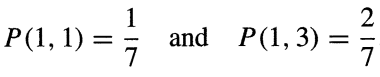 P(1, 1) = 1/7 and P(1, 3) = 2/7